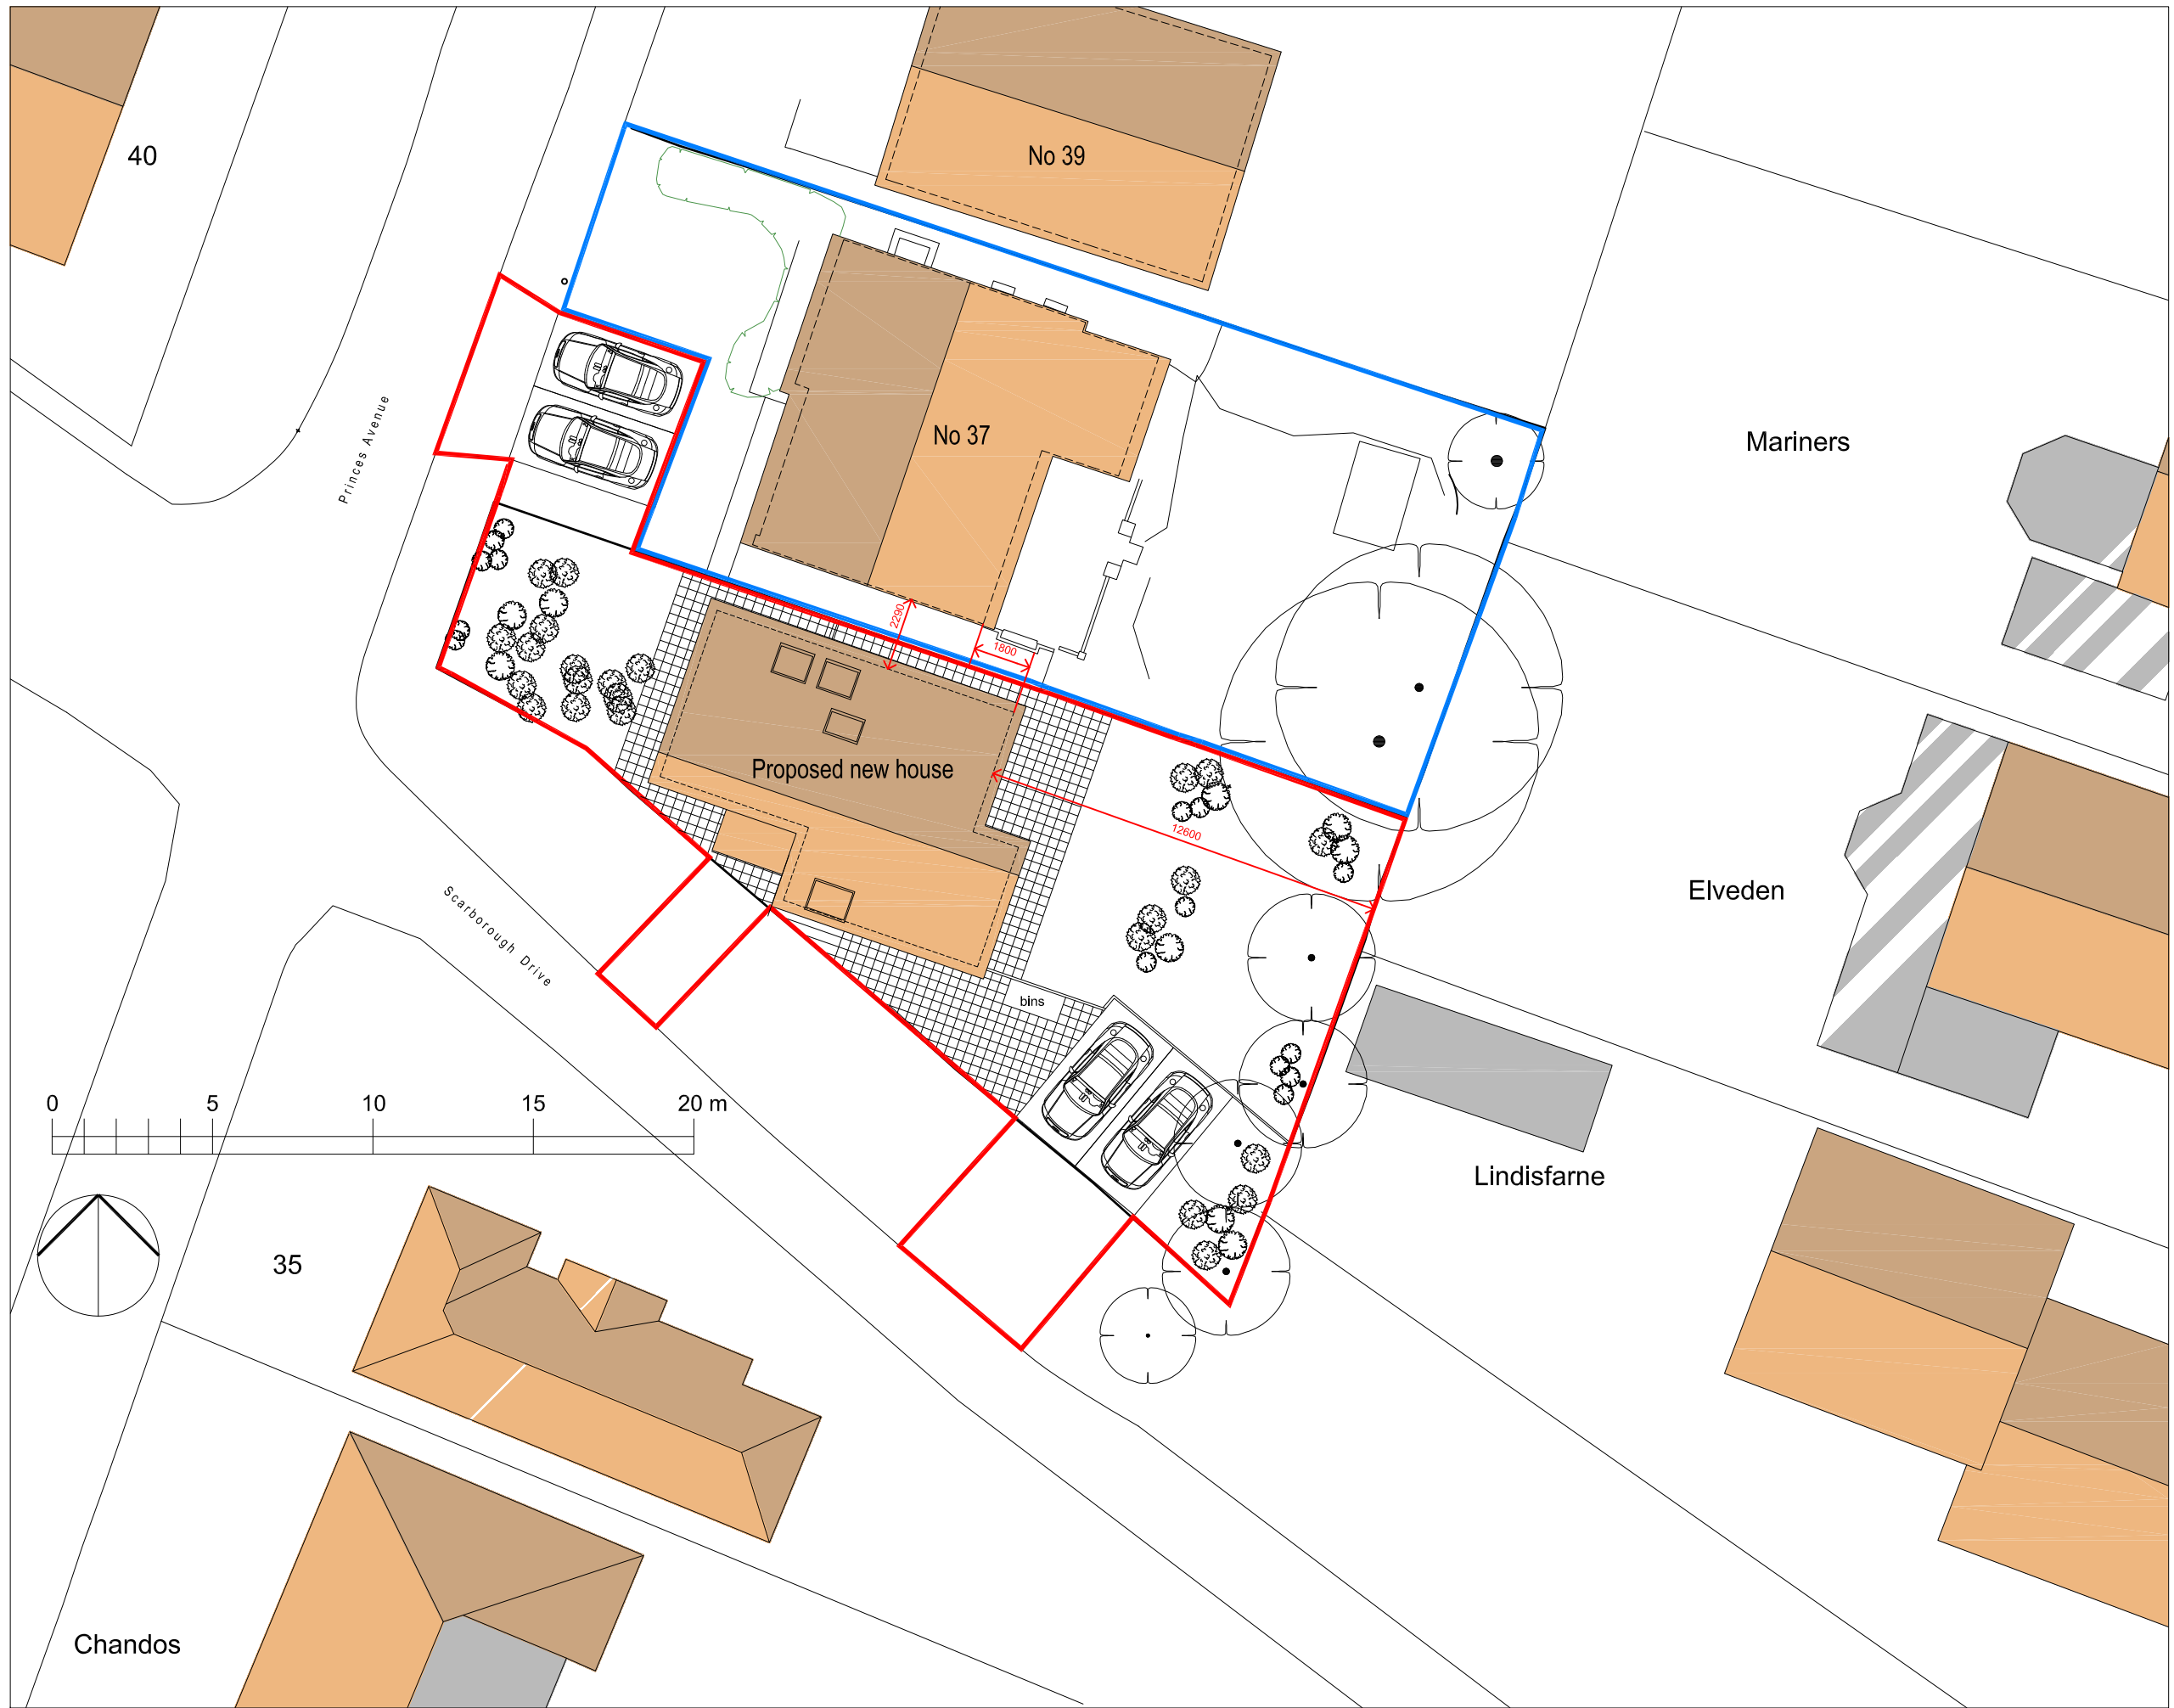 40
No 39
Princes Avenue
No 37
Mariners
2290
1800
Proposed new house
12600
Elveden
Scarborough Drive
bins
0 5 10 15 20 m
Lindisfarne
35
Chandos